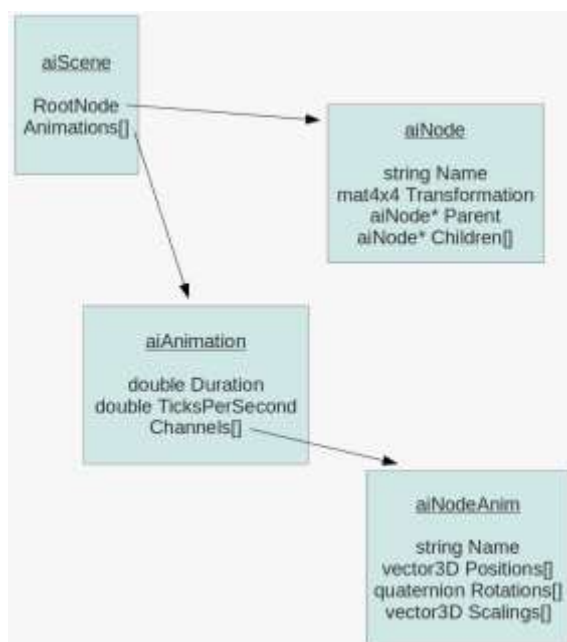 aiScene
RootNode
Animations[]
aiNode
string Name
mat4x4 Transformation
aiNode* Parent
aiNode* Children[]
aiAnimation
double Duration
double TicksPerSecond
Channels[]
aiNodeAnim
string Name
vector3D Positions[]
quaternion Rotations[]
vector3D Scalings[]